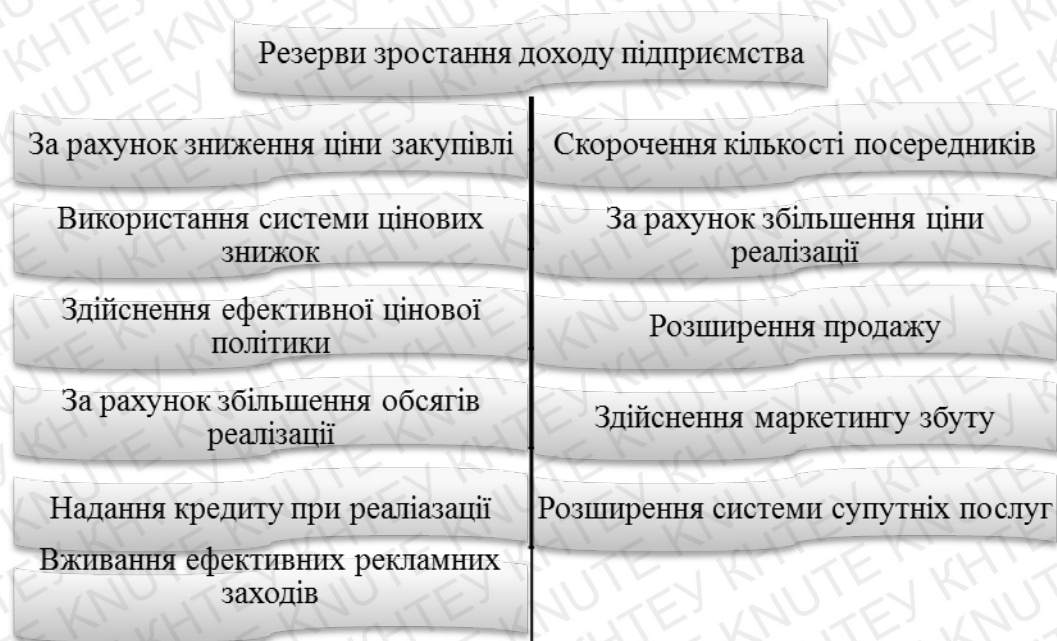 Резерви зростання доходу підприємства
За рахунок зниження ціни закупівлі
Скорочення кількості посередників
Використання системи цінових
знижок
За рахунок збільшення ціни
реалізації
Здійснення ефективної цінової
політики
Розширення продажу
За рахунок збільшення обсягів
реалізації
Здійснення маркетингу збуту
Надання кредиту при реаліазації
Розширення системи супутніх послуг
Вживання ефективних рекламних
заходів